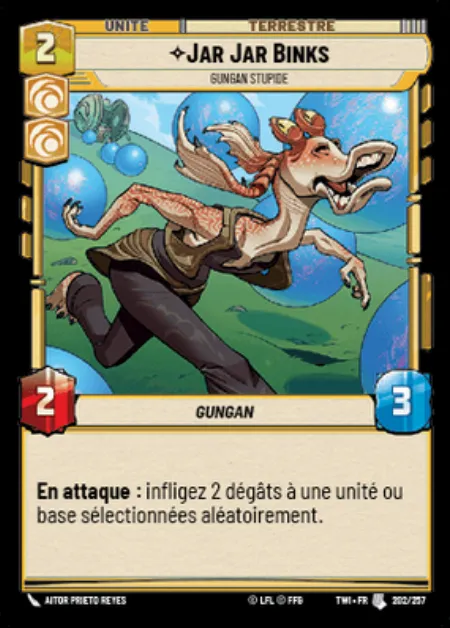 UNITÉ
TERRESTRE
2
JAR JAR BINKS
GUNGAN STUPIDE
2
3
GUNGAN
En attaque : infligez 2 dégâts à une unité ou
base sélectionnées aléatoirement.
AITOR PRIETO REYES
© LFL © FFG
TWI • FR
202/257